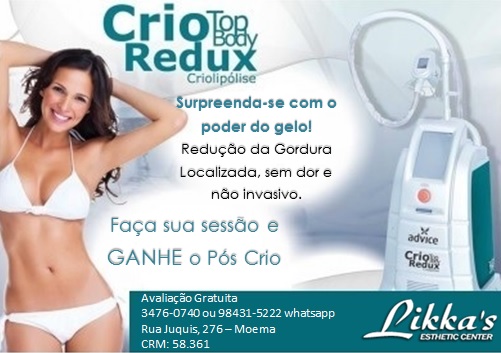 Crio Top
Body
Redux
Criolipólise
Surpreenda-se com o
poder do gelo!
Redução da Gordura
Localizada, sem dor e
não invasivo.
Faça sua sessão e
GANHE o Pós Crio
advice
Crio Top
Body
Redux
Avaliação Gratuita
3476-0740 ou 98431-5222 whatsapp
Rua Juquis, 276 – Moema
CRM: 58.361
Likka's
ESTHETIC CENTER